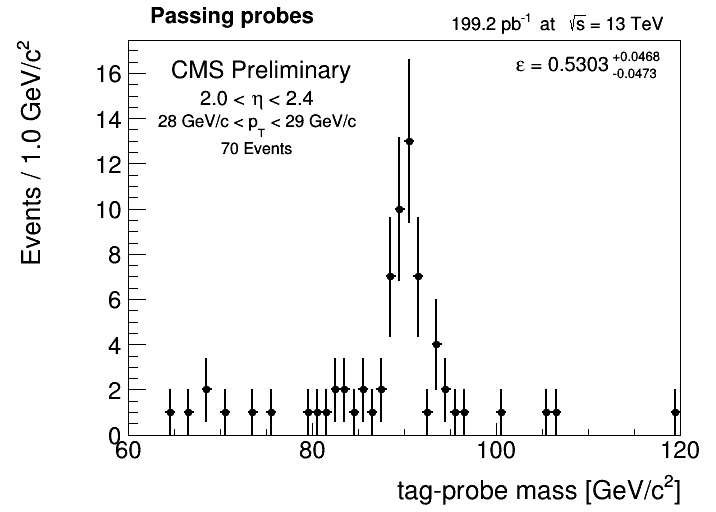 Passing probes
199.2 pb⁻¹ at √s = 13 TeV
CMS Preliminary
ε = 0.5303 +0.0468 -0.0473
2.0 < η < 2.4
28 GeV/c < p_T < 29 GeV/c
70 Events
Events / 1.0 GeV/c²
16
14
12
10
8
6
4
2
0
60 80 100 120
tag-probe mass [GeV/c²]